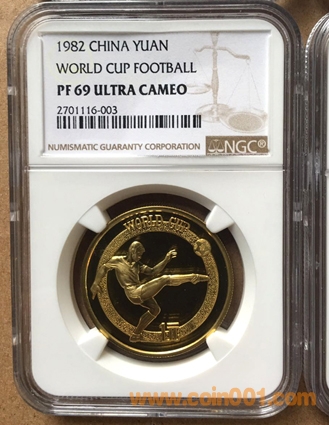 1982 CHINA YUAN
WORLD CUP FOOTBALL
PF 69 ULTRA CAMEO
2701116-003
NUMISMATIC GUARANTY CORPORATION
NGC®
WORLD CUP
www.coin001.com